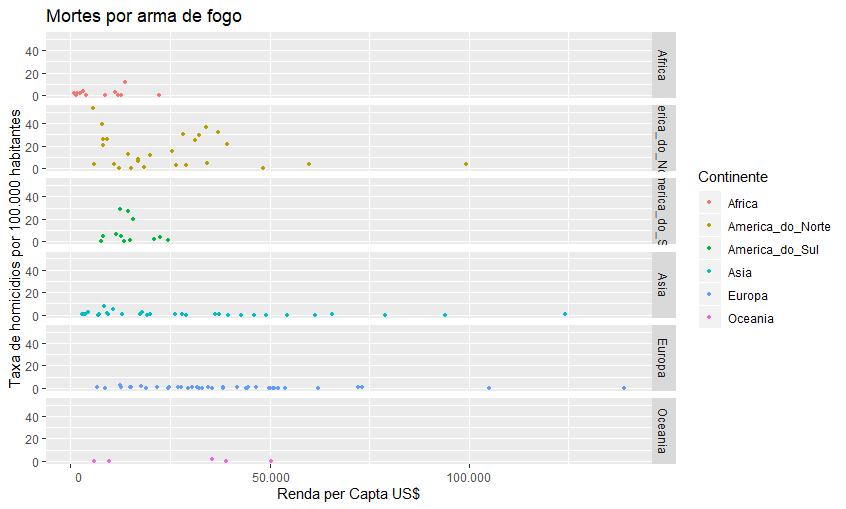 Mortes por arma de fogo
Taxa de homicidios por 100.000 habitantes
40
20
0
Africa
40
20
0
erica_do_No
40
20
0
merica_do_S
40
20
0
Asia
40
20
0
Europa
40
20
0
Oceania
0 50.000 100.000
Renda per Capta US$
Continente
Africa
America_do_Norte
America_do_Sul
Asia
Europa
Oceania